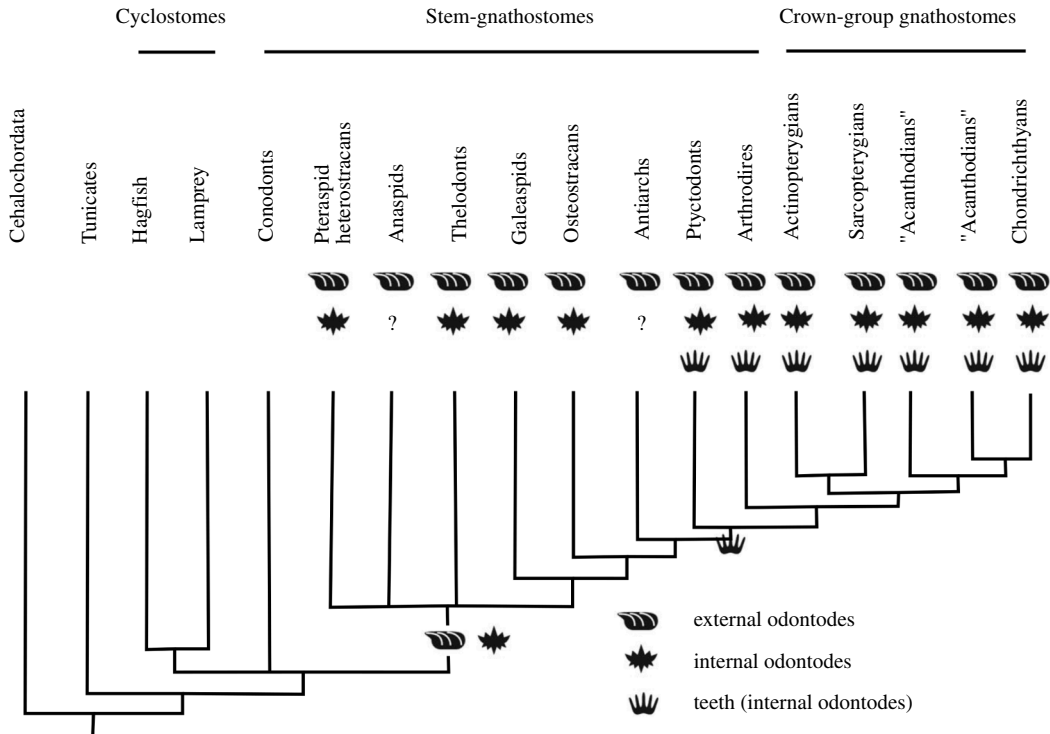 Cyclostomes
Stem-gnathostomes
Crown-group gnathostomes
Cehalochordata
Tunicates
Hagfish
Lamprey
Conodonts
Pteraspid
heterostracans
Anaspids
Thelodonts
Galeaspids
Osteostracans
Antiarchs
Ptyctodonts
Arthrodires
Actinopterygians
Sarcopterygians
"Acanthodians"
"Acanthodians"
Chondrichthyans
?
?
external odontodes
internal odontodes
teeth (internal odontodes)